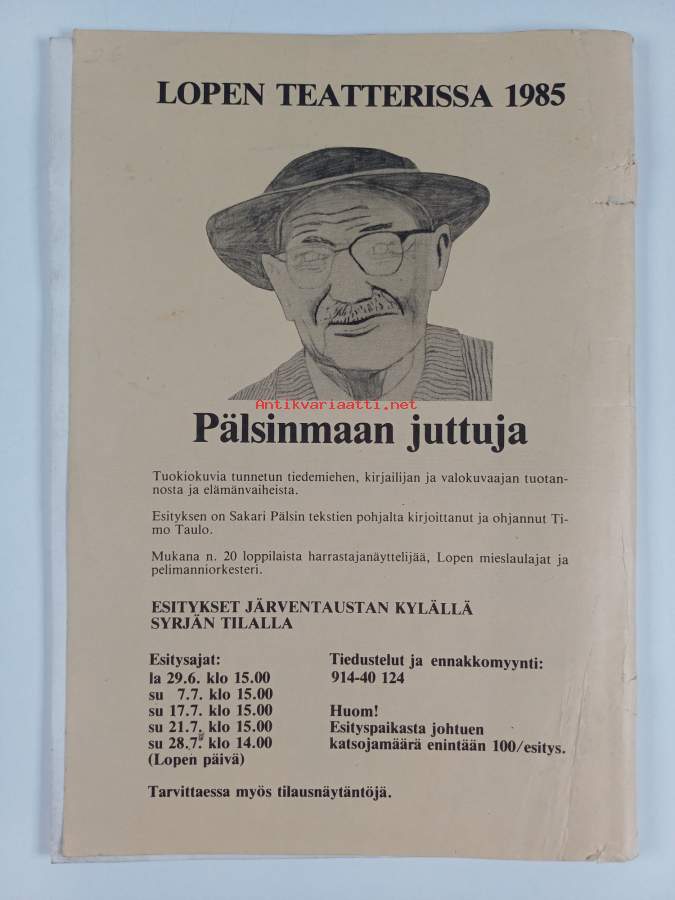 LOPEN TEATTERISSA 1985
Antikvariaatti.net
Pälsinmaan juttuja
Tuokiokuvia tunnetun tiedemiehen, kirjailijan ja valokuvaajan tuotan-
nosta ja elämänvaiheista.
Esityksen on Sakari Pälsin tekstien pohjalta kirjoittanut ja ohjannut Ti-
mo Taulo.
Mukana n. 20 loppilaista harrastajanäyttelijää, Lopen mieslaulajat ja
pelimanniorkesteri.
ESITYKSET JÄRVENTAUSTAN KYLÄLLÄ
SYRJÄN TILALLA
Esitysajat:
la 29.6. klo 15.00
su 7.7. klo 15.00
su 17.7. klo 15.00
su 21.7. klo 15.00
su 28.7. klo 14.00
(Lopen päivä)
Tiedustelut ja ennakkomyynti:
914-40 124
Huom!
Esityspaikasta johtuen
katsojamäärä enintään 100/esitys.
Tarvittaessa myös tilausnäytäntöjä.